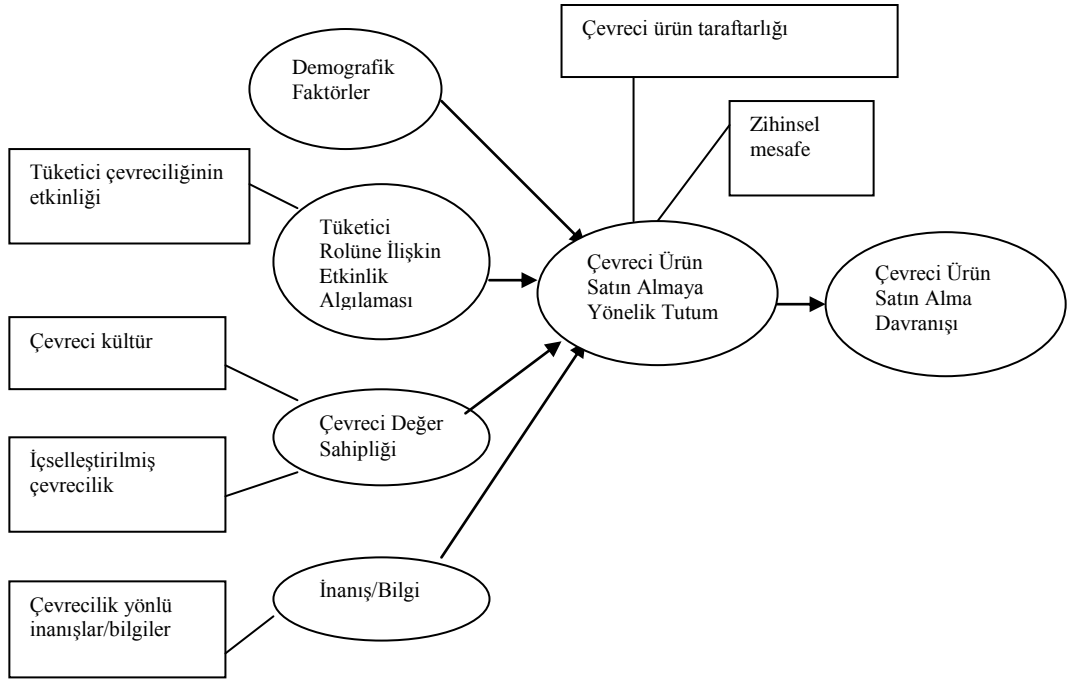 Çevreci ürün taraftarlığı
Demografik
Faktörler
Zihinsel
mesafe
Tüketici çevreciliğinin
etkinliği
Tüketici
Rolüne İlişkin
Etkinlik
Algılaması
Çevreci Ürün
Satın Almaya
Yönelik Tutum
Çevreci Ürün
Satın Alma
Davranışı
Çevreci kültür
Çevreci Değer
Sahipliği
İçselleştirilmiş
çevrecilik
İnanış/Bilgi
Çevrecilik yönlü
inanışlar/bilgiler